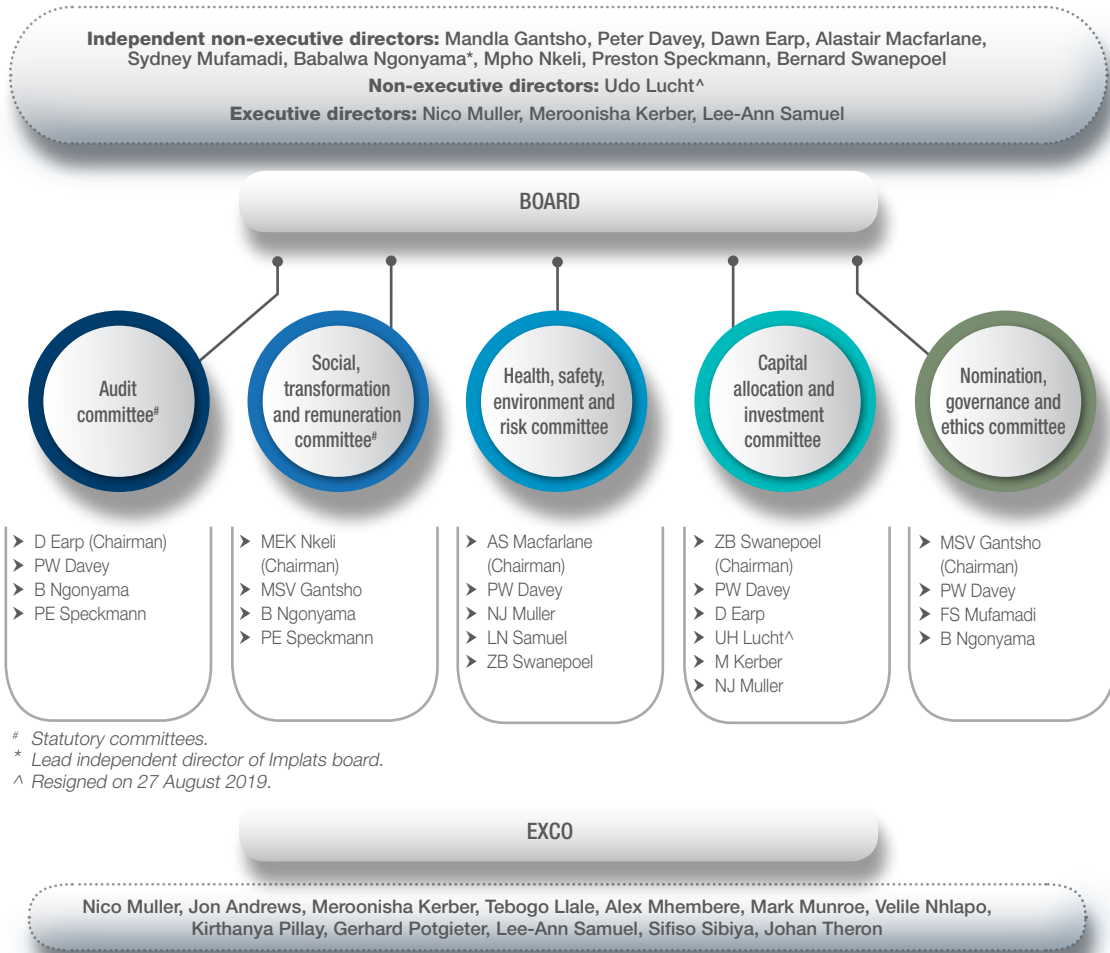 Independent non-executive directors: Mandla Gantsho, Peter Davey, Dawn Earp, Alastair Macfarlane,
Sydney Mufamadi, Babalwa Ngonyama*, Mpho Nkeli, Preston Speckmann, Bernard Swanepoel
Non-executive directors: Udo Lucht^
Executive directors: Nico Muller, Meroonisha Kerber, Lee-Ann Samuel
BOARD
Audit
committee#
Social,
transformation
and remuneration
committee#
Health, safety,
environment and
risk committee
Capital
allocation and
investment
committee
Nomination,
governance and
ethics committee
➤ D Earp (Chairman)
➤ PW Davey
➤ B Ngonyama
➤ PE Speckmann
➤ MEK Nkeli
(Chairman)
➤ MSV Gantsho
➤ B Ngonyama
➤ PE Speckmann
➤ AS Macfarlane
(Chairman)
➤ PW Davey
➤ NJ Muller
➤ LN Samuel
➤ ZB Swanepoel
➤ ZB Swanepoel
(Chairman)
➤ PW Davey
➤ D Earp
➤ UH Lucht^
➤ M Kerber
➤ NJ Muller
➤ MSV Gantsho
(Chairman)
➤ PW Davey
➤ FS Mufamadi
➤ B Ngonyama
# Statutory committees.
* Lead independent director of Implats board.
^ Resigned on 27 August 2019.
EXCO
Nico Muller, Jon Andrews, Meroonisha Kerber, Tebogo Llale, Alex Mhembere, Mark Munroe, Velile Nhlapo,
Kirthanya Pillay, Gerhard Potgieter, Lee-Ann Samuel, Sifiso Sibiya, Johan Theron